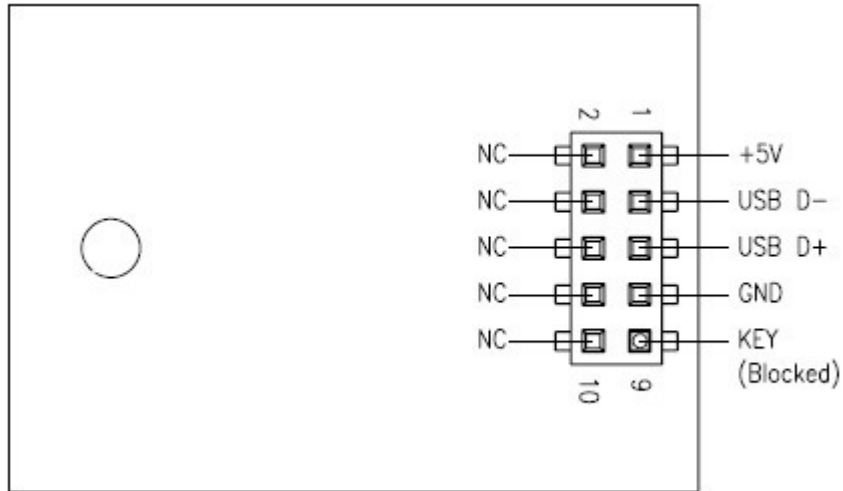 2 1
NC +5V
NC USB D-
NC USB D+
NC GND
NC KEY
(Blocked)
10 9